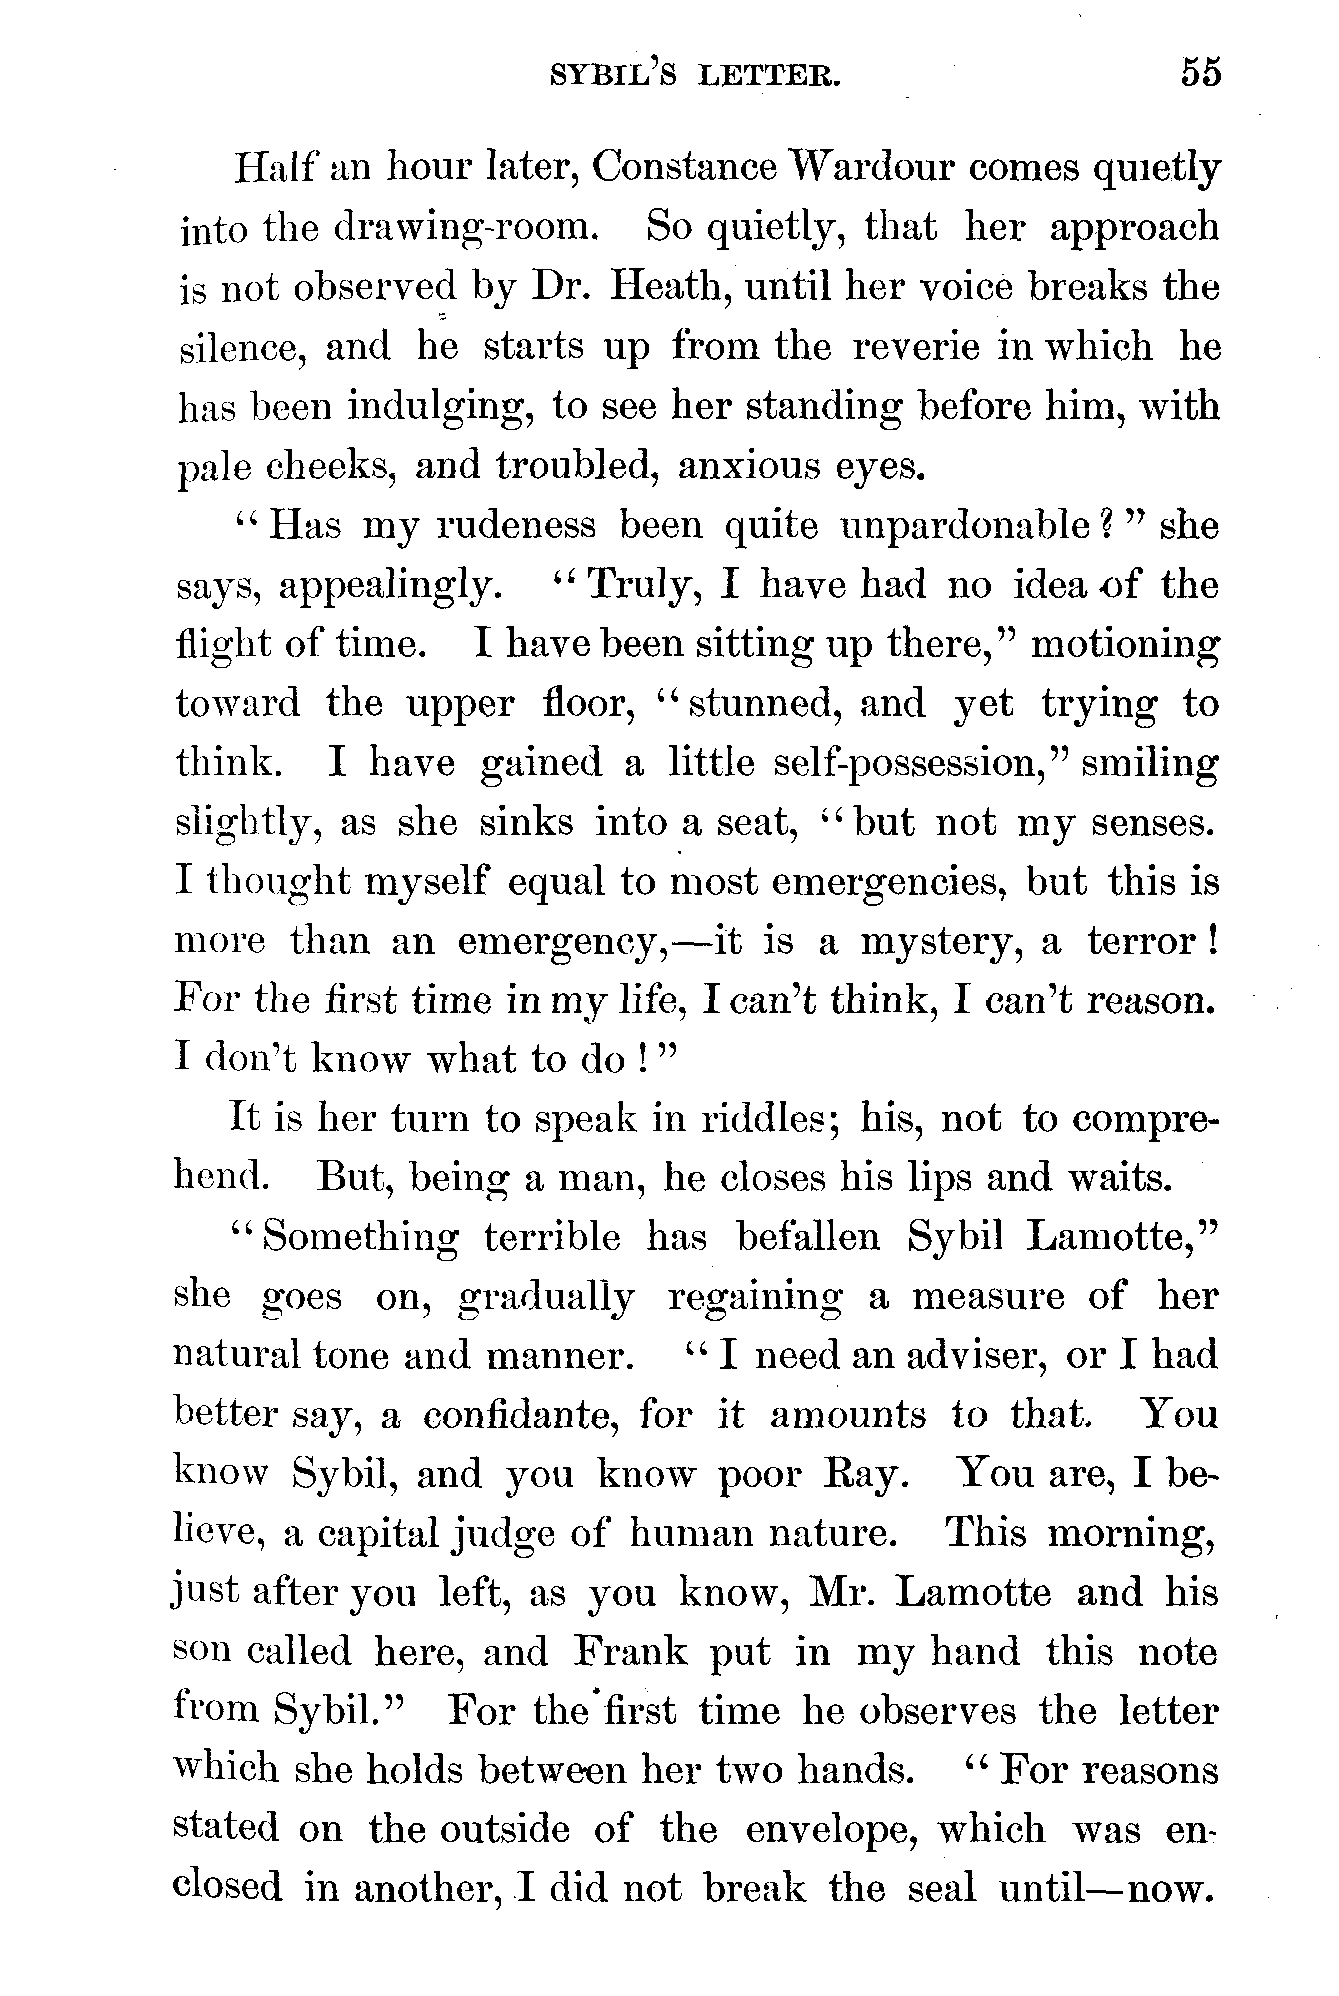 SYBIL'S LETTER. 55
Half an hour later, Constance Wardour comes quietly
into the drawing-room. So quietly, that her approach
is not observed by Dr. Heath, until her voice breaks the
silence, and he starts up from the reverie in which he
has been indulging, to see her standing before him, with
pale cheeks, and troubled, anxious eyes.
"Has my rudeness been quite unpardonable?" she
says, appealingly. "Truly, I have had no idea of the
flight of time. I have been sitting up there," motioning
toward the upper floor, "stunned, and yet trying to
think. I have gained a little self-possession," smiling
slightly, as she sinks into a seat, "but not my senses.
I thought myself equal to most emergencies, but this is
more than an emergency,—it is a mystery, a terror!
For the first time in my life, I can't think, I can't reason.
I don't know what to do!"
It is her turn to speak in riddles; his, not to compre-
hend. But, being a man, he closes his lips and waits.
"Something terrible has befallen Sybil Lamotte,"
she goes on, gradually regaining a measure of her
natural tone and manner. "I need an adviser, or I had
better say, a confidante, for it amounts to that. You
know Sybil, and you know poor Ray. You are, I be-
lieve, a capital judge of human nature. This morning,
just after you left, as you know, Mr. Lamotte and his
son called here, and Frank put in my hand this note
from Sybil." For the first time he observes the letter
which she holds between her two hands. "For reasons
stated on the outside of the envelope, which was en-
closed in another, I did not break the seal until—now.